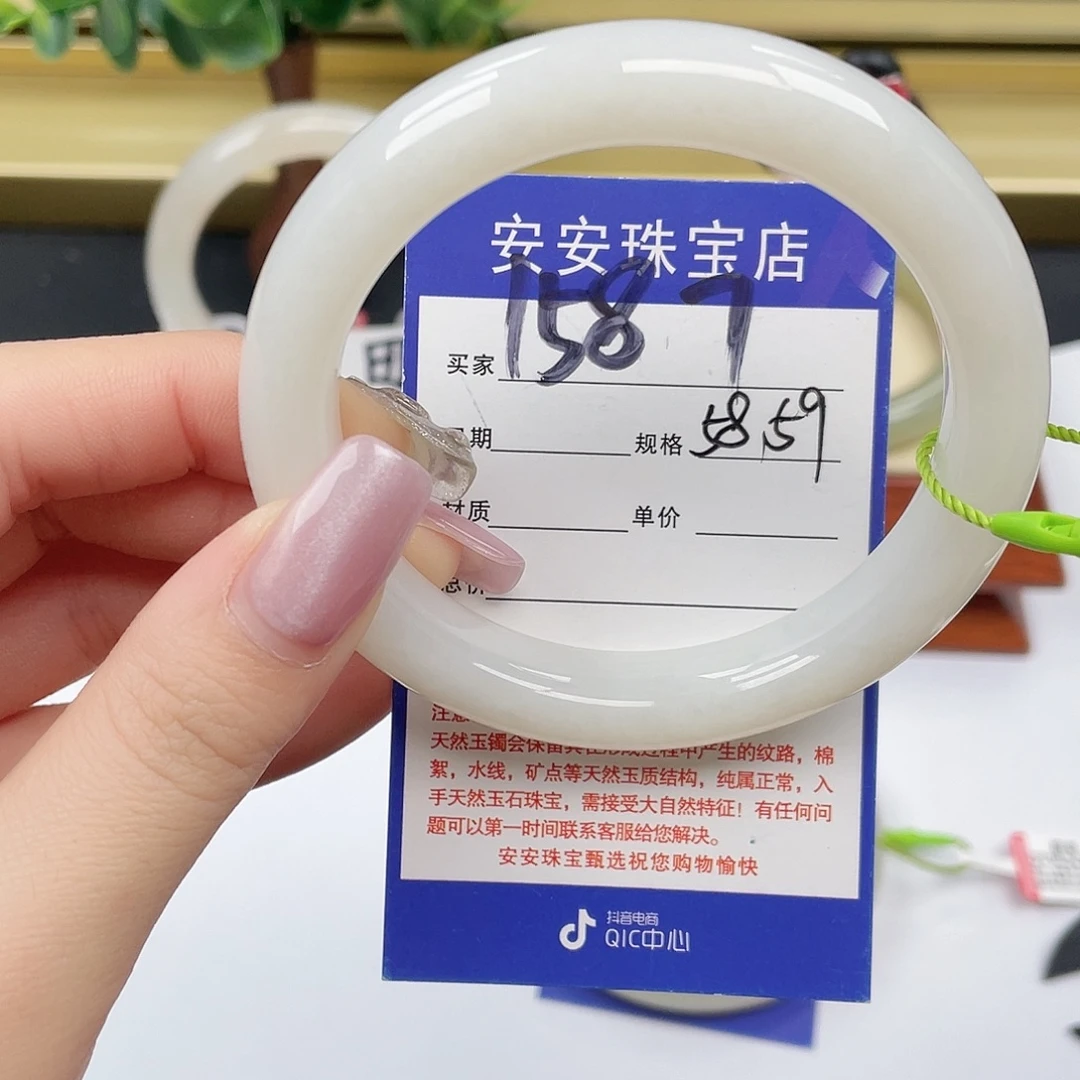 安安珠宝店
1587
买家
期 规格 58.59
材质 单价
总价
注意
天然玉镯会保留其在形成过程中产生的纹路，棉
絮，水线，矿点等天然玉质结构，纯属正常，入
手天然玉石珠宝，需接受大自然特征！有任何问
题可以第一时间联系客服给您解决。
安安珠宝甄选祝您购物愉快
抖音电商
QIC中心